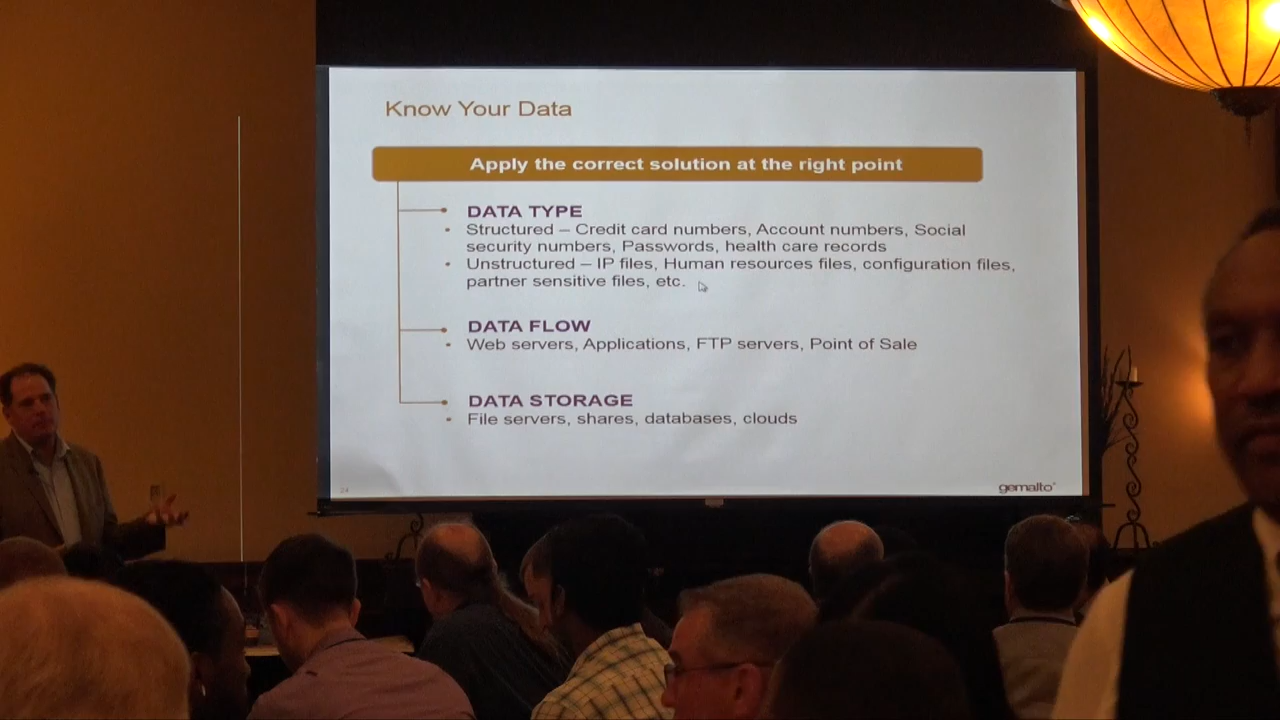 Know Your Data
Apply the correct solution at the right point
DATA TYPE
• Structured – Credit card numbers, Account numbers, Social
security numbers, Passwords, health care records
• Unstructured – IP files, Human resources files, configuration files,
partner sensitive files, etc.
DATA FLOW
• Web servers, Applications, FTP servers, Point of Sale
DATA STORAGE
• File servers, shares, databases, clouds
24
gemalto